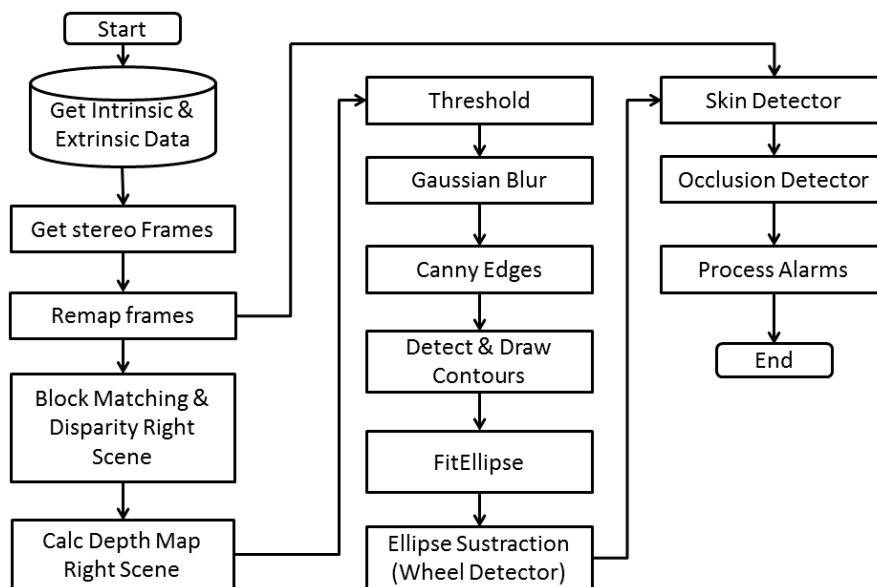 Start
Get Intrinsic &
Extrinsic Data
Get stereo Frames
Remap frames
Block Matching &
Disparity Right
Scene
Calc Depth Map
Right Scene
Threshold
Gaussian Blur
Canny Edges
Detect & Draw
Contours
FitEllipse
Ellipse Sustraction
(Wheel Detector)
Skin Detector
Occlusion Detector
Process Alarms
End